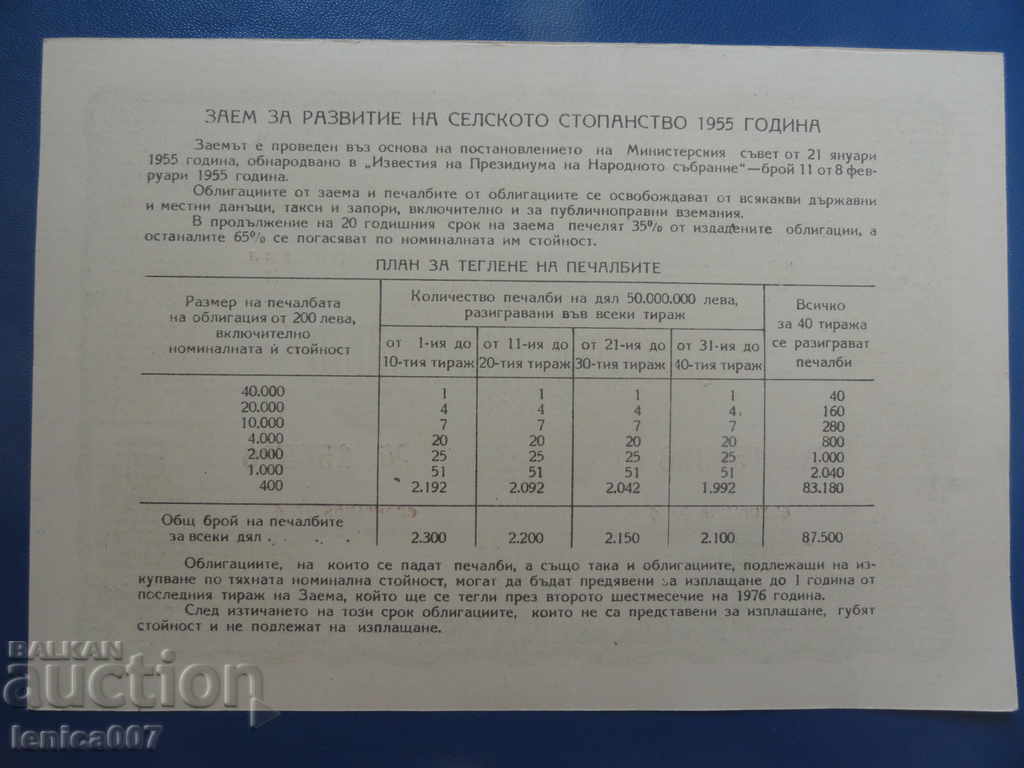 ЗАЕМ ЗА РАЗВИТИЕ НА СЕЛСКОТО СТОПАНСТВО 1955 ГОДИНА
Заемът е проведен въз основа на постановлението на Министерския съвет от 21 януари
1955 година, обнародвано в „Известия на Президиума на Народното събрание“—брой 11 от 8 фев-
руари 1955 година.
Облигациите от заема и печалбите от облигациите се освобождават от всякакви държавни
и местни данъци, такси и запори, включително и за публичноправни вземания.
В продължение на 20 годишния срок на заема печелят 35% от издадените облигации, а
останалите 65% се погасяват по номиналната им стойност.
ПЛАН ЗА ТЕГЛЕНЕ НА ПЕЧАЛБИТЕ
Размер на печалбата
на облигация от 200 лева,
включително
номиналната ѝ стойност
Количество печалби на дял 50.000.000 лева,
разигравани във всеки тираж
от 1-ия до
10-тия тираж
от 11-ия до
20-тия тираж
от 21-ия до
30-тия тираж
от 31-ия до
40-тия тираж
Всичко
за 40 тиража
се разиграват
печалби
40.000 1 1 1 1 40
20.000 4 4 4 4 160
10.000 7 7 7 7 280
4.000 20 20 20 20 800
2.000 25 25 25 25 1.000
1.000 51 51 51 51 2.040
400 2.192 2.092 2.042 1.992 83.180
Общ брой на печалбите
за всеки дял . . . . 2.300 2.200 2.150 2.100 87.500
Облигациите, на които се падат печалби, а също така и облигациите, подлежащи на из-
купване по тяхната номинална стойност, могат да бъдат предявени за изплащане до 1 година от
последния тираж на Заема, който ще се тегли през второто шестмесечие на 1976 година.
След изтичането на този срок облигациите, които не са представени за изплащане, губят
стойност и не подлежат на изплащане.
BALKAN
auction
lenica007